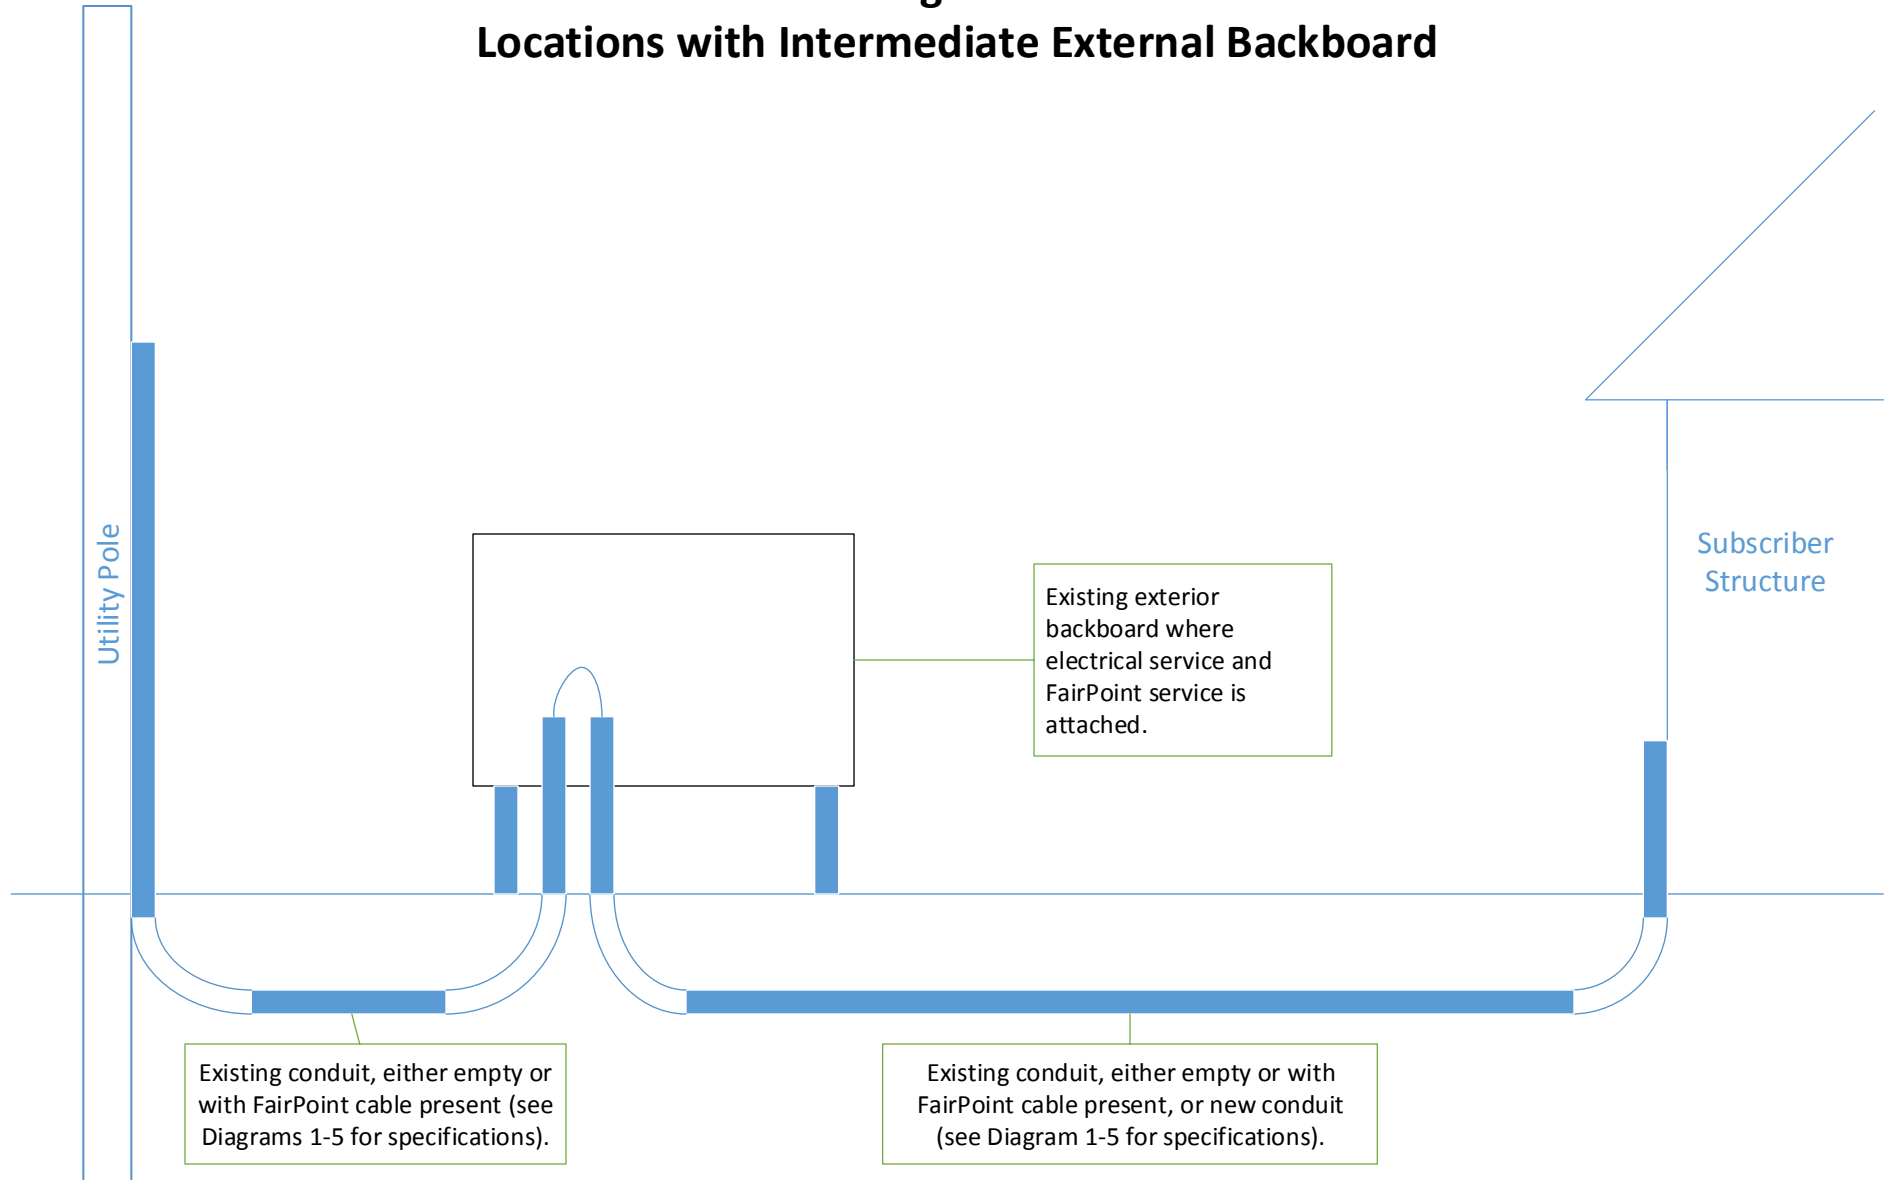 Locations with Intermediate External Backboard
Utility Pole
Subscriber
Structure
Existing exterior
backboard where
electrical service and
FairPoint service is
attached.
Existing conduit, either empty or
with FairPoint cable present (see
Diagrams 1-5 for specifications).
Existing conduit, either empty or with
FairPoint cable present, or new conduit
(see Diagram 1-5 for specifications).